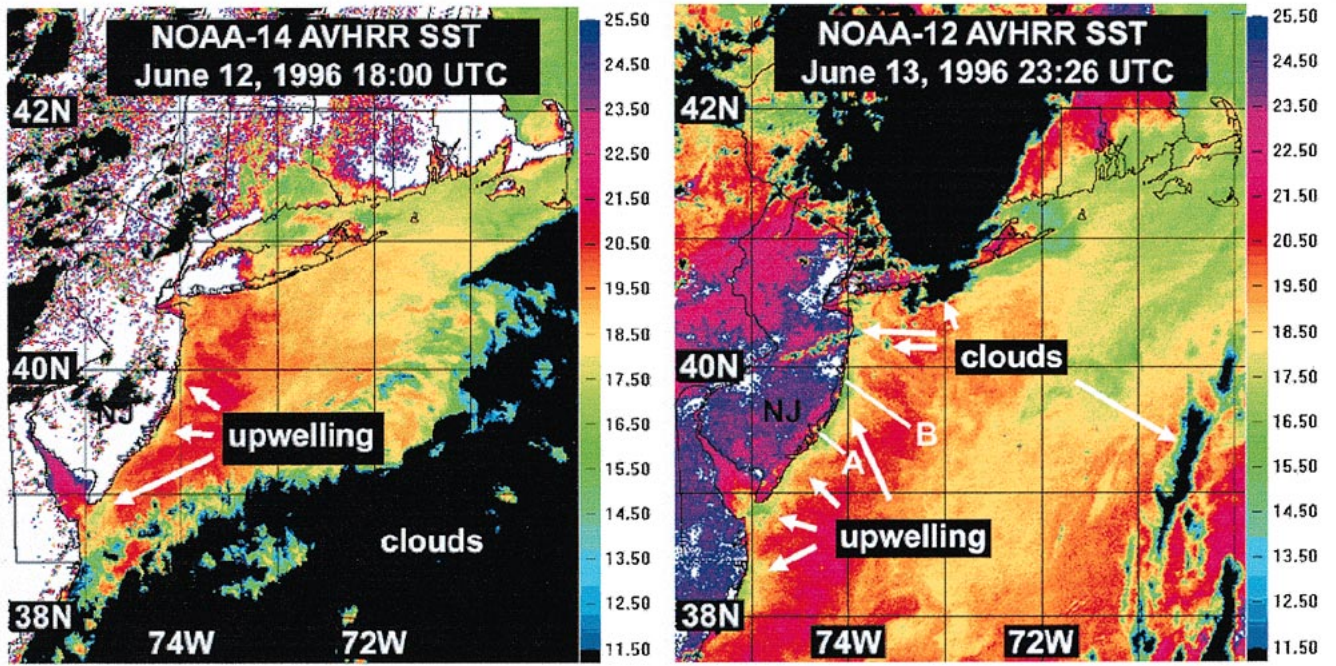 NOAA-14 AVHRR SST
June 12, 1996 18:00 UTC
42N
40N
NJ
upwelling
clouds
38N
74W
72W
25.50
24.50
23.50
22.50
21.50
20.50
19.50
18.50
17.50
16.50
15.50
14.50
13.50
12.50
11.50
NOAA-12 AVHRR SST
June 13, 1996 23:26 UTC
42N
40N
clouds
NJ
B
A
upwelling
38N
74W
72W
25.50
24.50
23.50
22.50
21.50
20.50
19.50
18.50
17.50
16.50
15.50
14.50
13.50
12.50
11.50